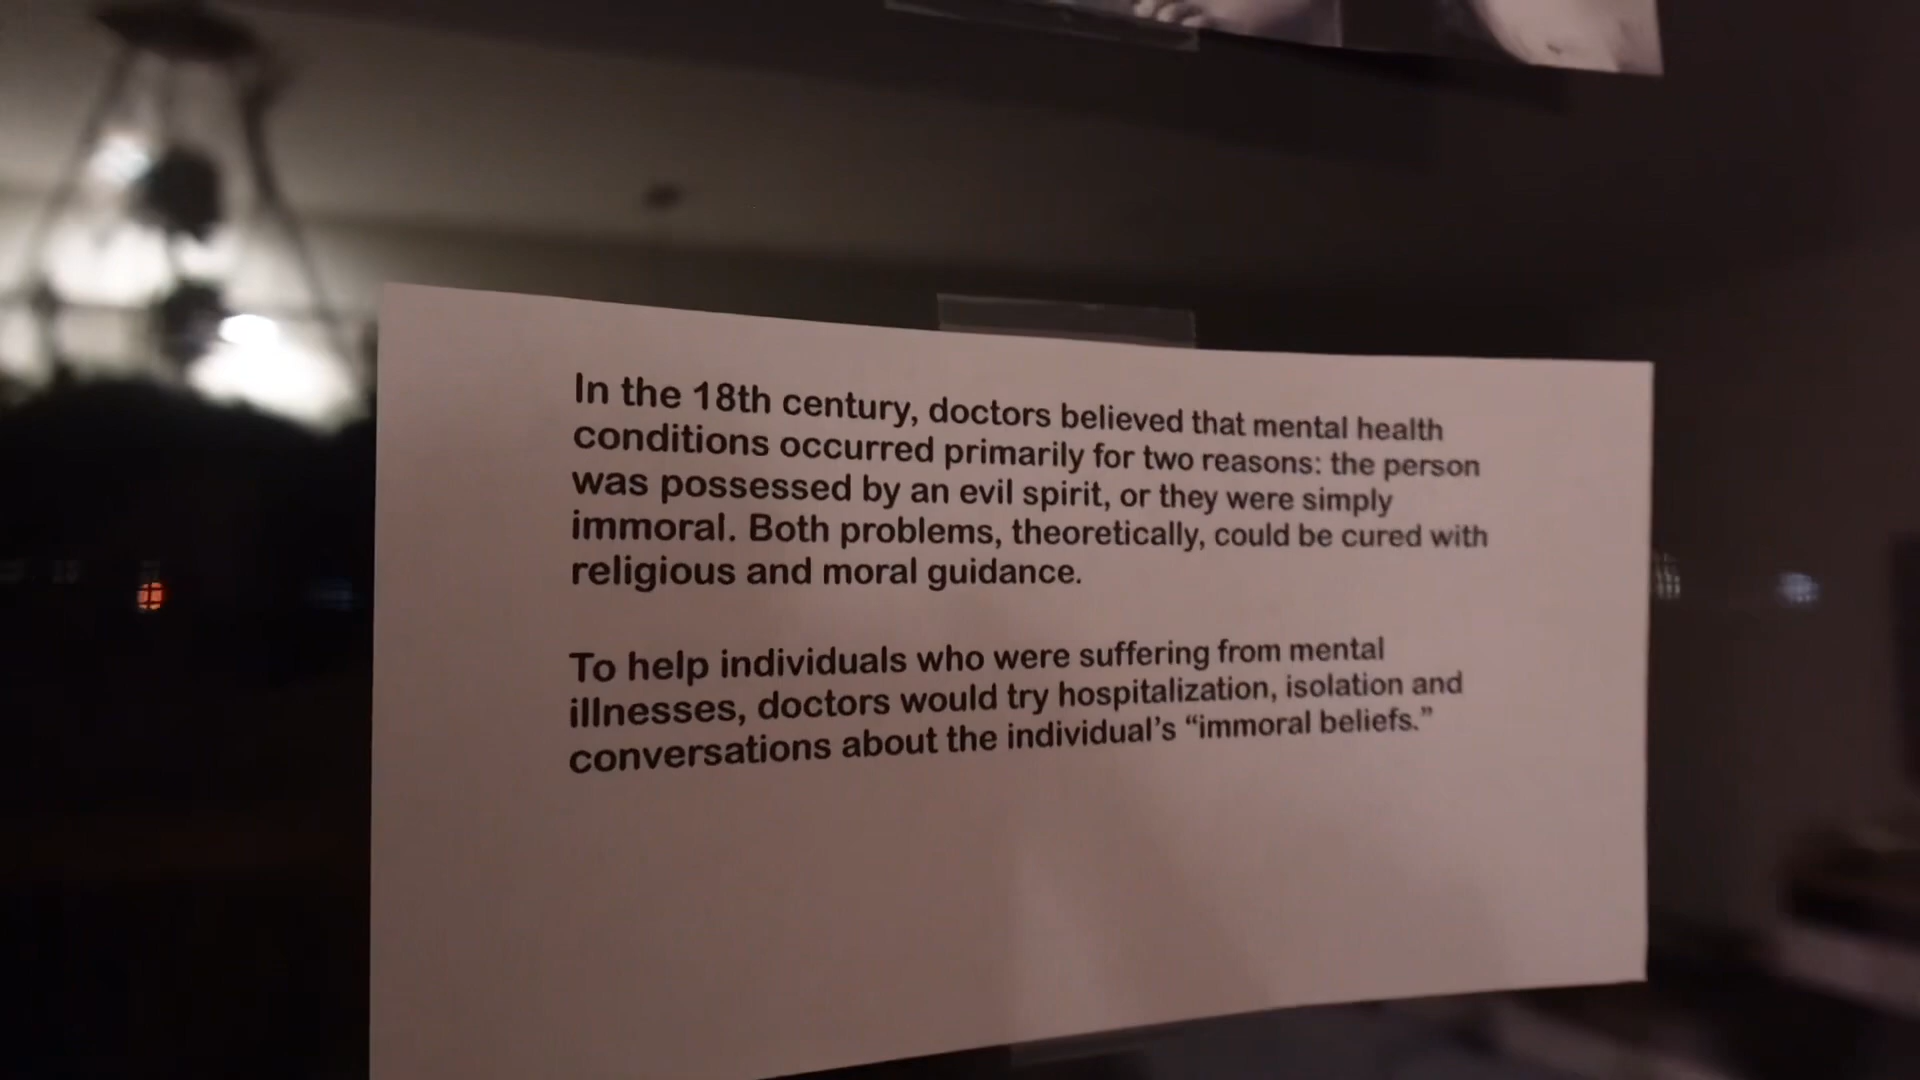 In the 18th century, doctors believed that mental health
conditions occurred primarily for two reasons: the person
was possessed by an evil spirit, or they were simply
immoral. Both problems, theoretically, could be cured with
religious and moral guidance.
To help individuals who were suffering from mental
illnesses, doctors would try hospitalization, isolation and
conversations about the individual's “immoral beliefs.”